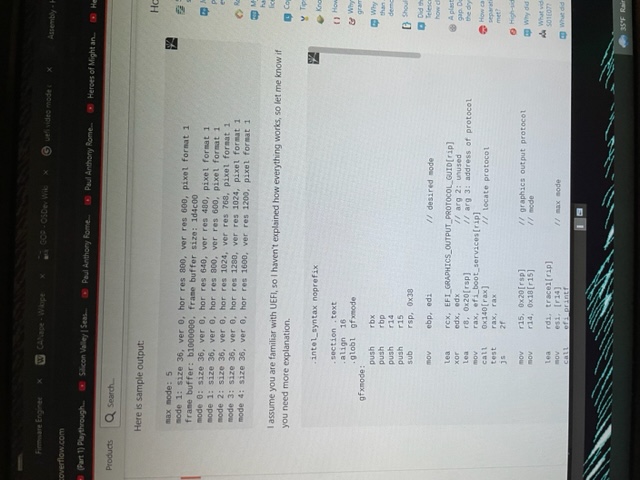 Firmware Engineer
CANape - Wikipe
GOP - OSDev Wiki
uefi video mode
Assembly - H
overflow.com
(Part 1) Playthrough...
Silicon Valley | Seas...
Paul Anthony Rome...
Paul Anthony Rome...
Heroes of Might an...
He
Products
Search...
Here is sample output:
max mode: 5
mode 1: size 36, ver 0, hor res 800, ver res 600, pixel format 1
frame buffer: b1000000, frame buffer size: 1d4c00
mode 0: size 36, ver 0, hor res 640, ver res 480, pixel format 1
mode 1: size 36, ver 0, hor res 800, ver res 600, pixel format 1
mode 2: size 36, ver 0, hor res 1024, ver res 768, pixel format 1
mode 3: size 36, ver 0, hor res 1280, ver res 1024, pixel format 1
mode 4: size 36, ver 0, hor res 1600, ver res 1200, pixel format 1
I assume you are familiar with UEFI, so I haven't explained how everything works, so let me know if
you need more explanation.
.intel_syntax noprefix
.section .text
.align 16
.globl gfxmode
gfxmode:
push rbx
push rbp
push r14
push r15
sub rsp, 0x38
mov ebp, edi // desired mode
lea rcx, EFI_GRAPHICS_OUTPUT_PROTOCOL_GUID[rip]
xor edx, edx // arg 2: unused
lea r8, 0x20[rsp] // arg 3: address of protocol
mov rax, efi_boot_services[rip]
call 0x140[rax] // locate protocol
test rax, rax
js 2f
mov r15, 0x20[rsp] // graphics output protocol
mov r14, 0x18[r15] // mode
lea rdi, trace1[rip]
mov esi, [r14] // max mode
call efi_printf
Ho
Co
Tip
Kno
How
Why
gram
Why
than
demo
Shoul
Did th
Telesc
how cl
A plast
gap. D
the dry
How ca
separat
met?
High-sid
Why did
What vid
S01E07?
What did
35°F Rain